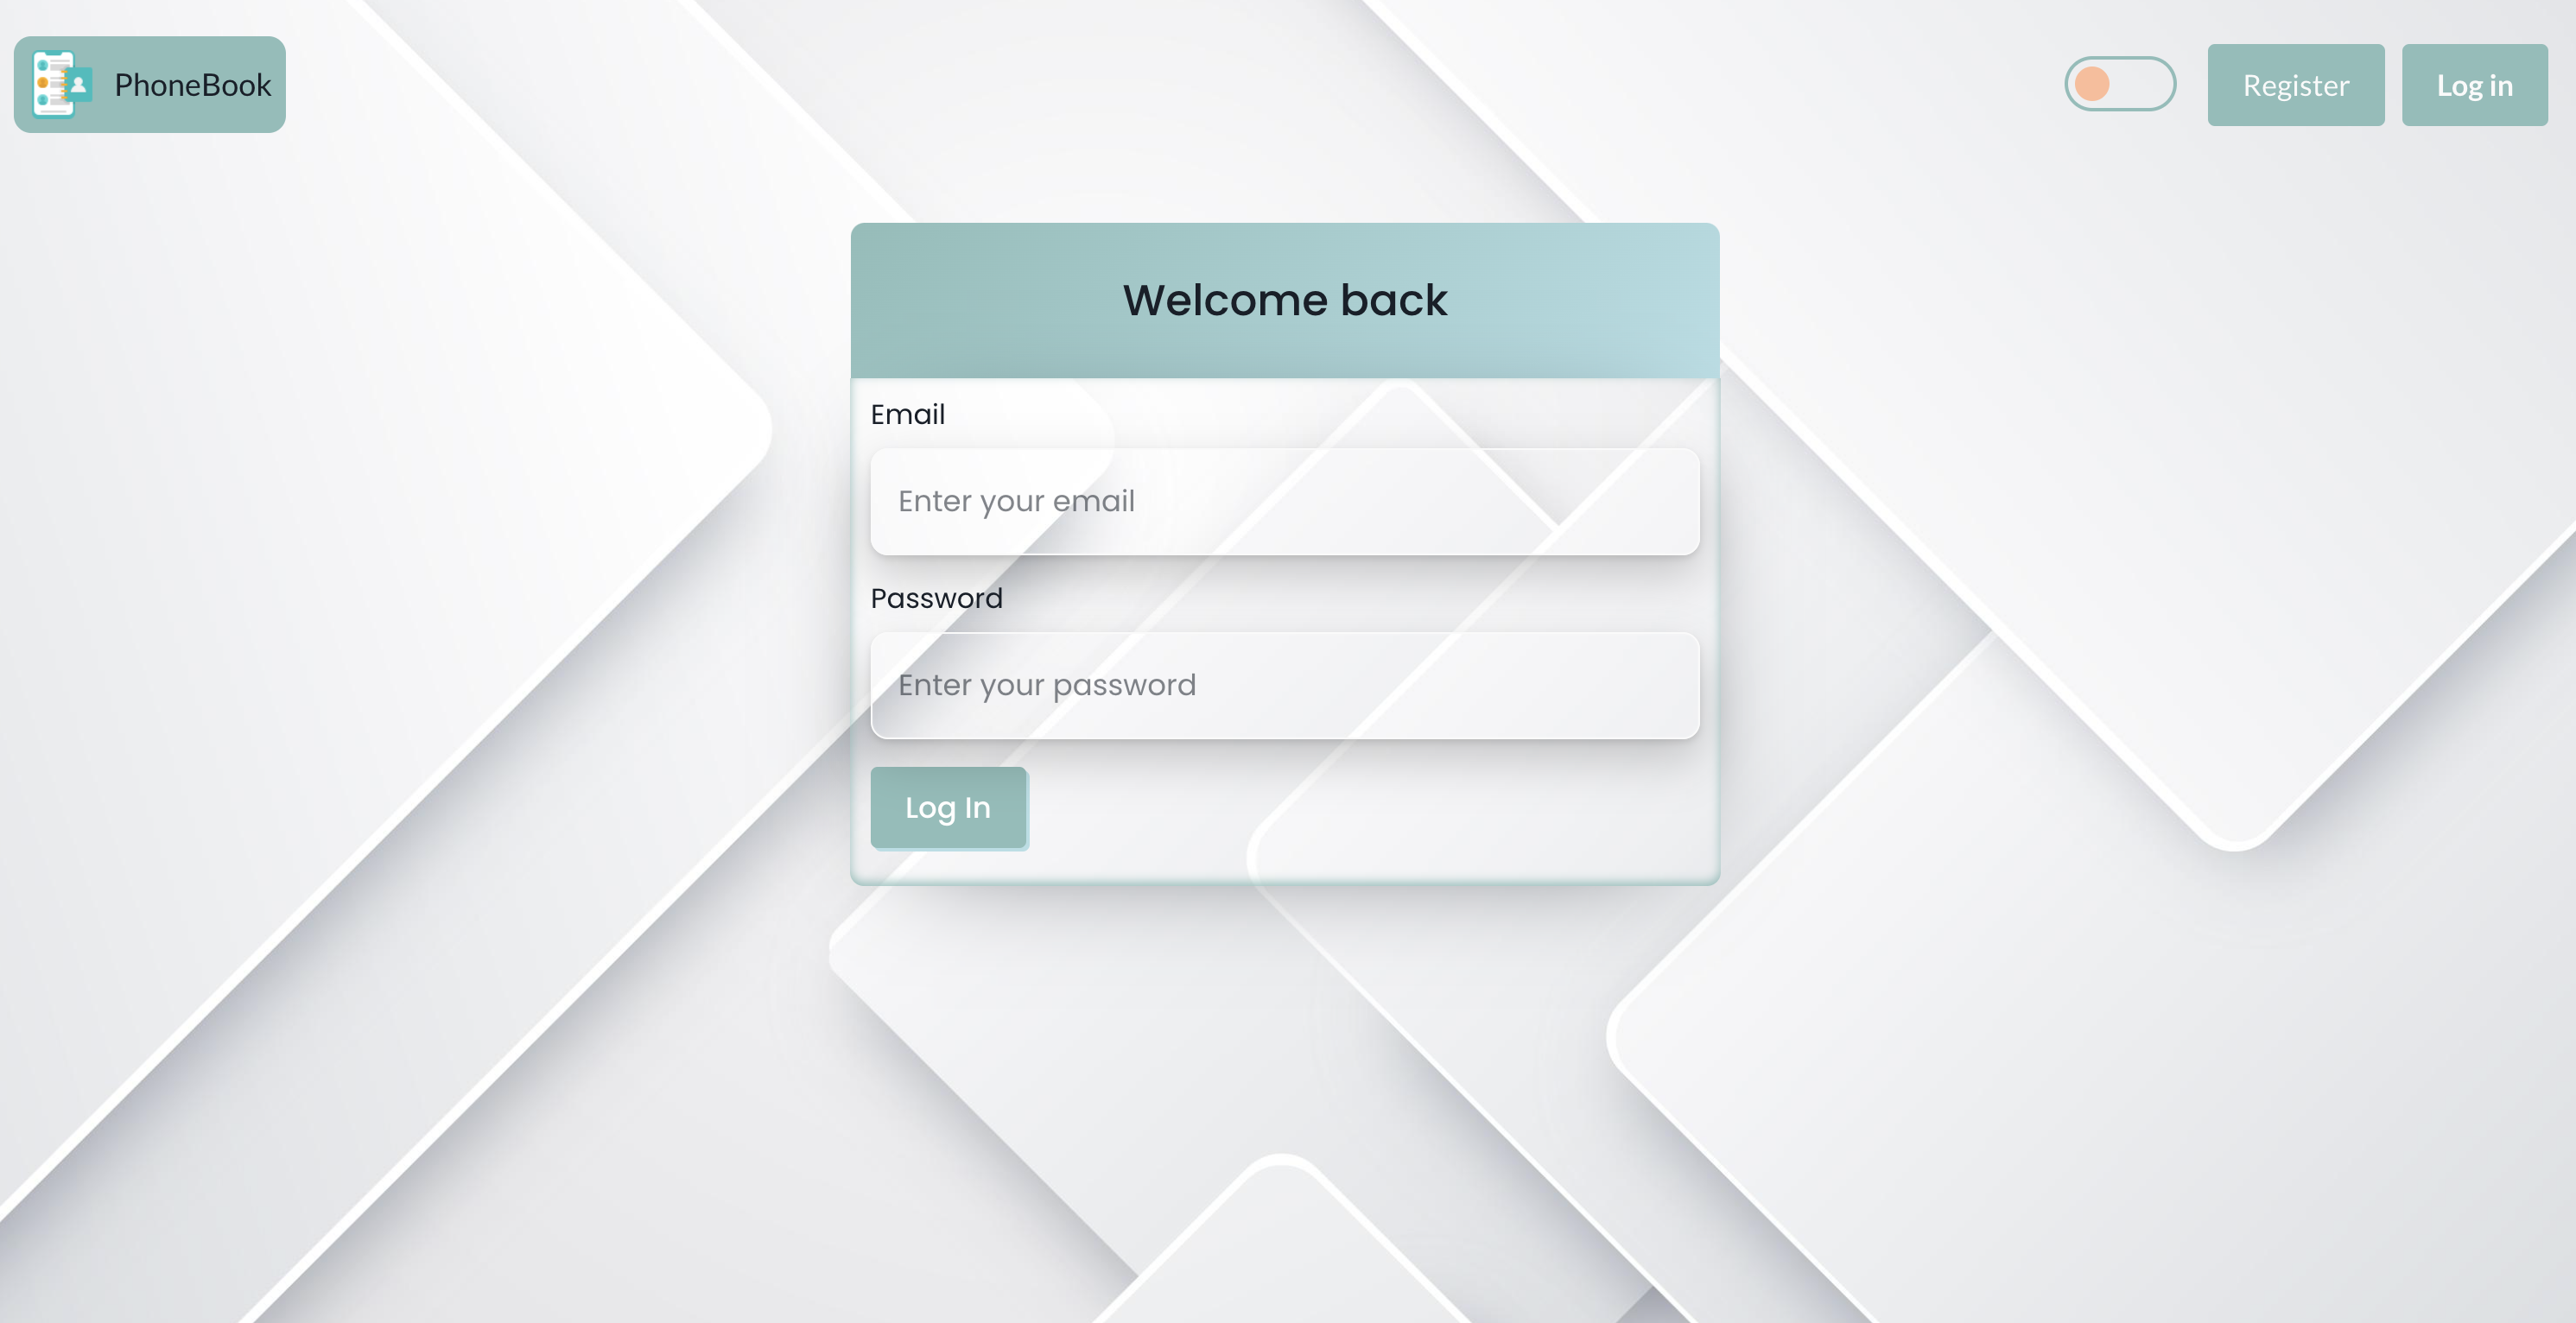 PhoneBook
Register
Log in
Welcome back
Email
Enter your email
Password
Enter your password
Log In